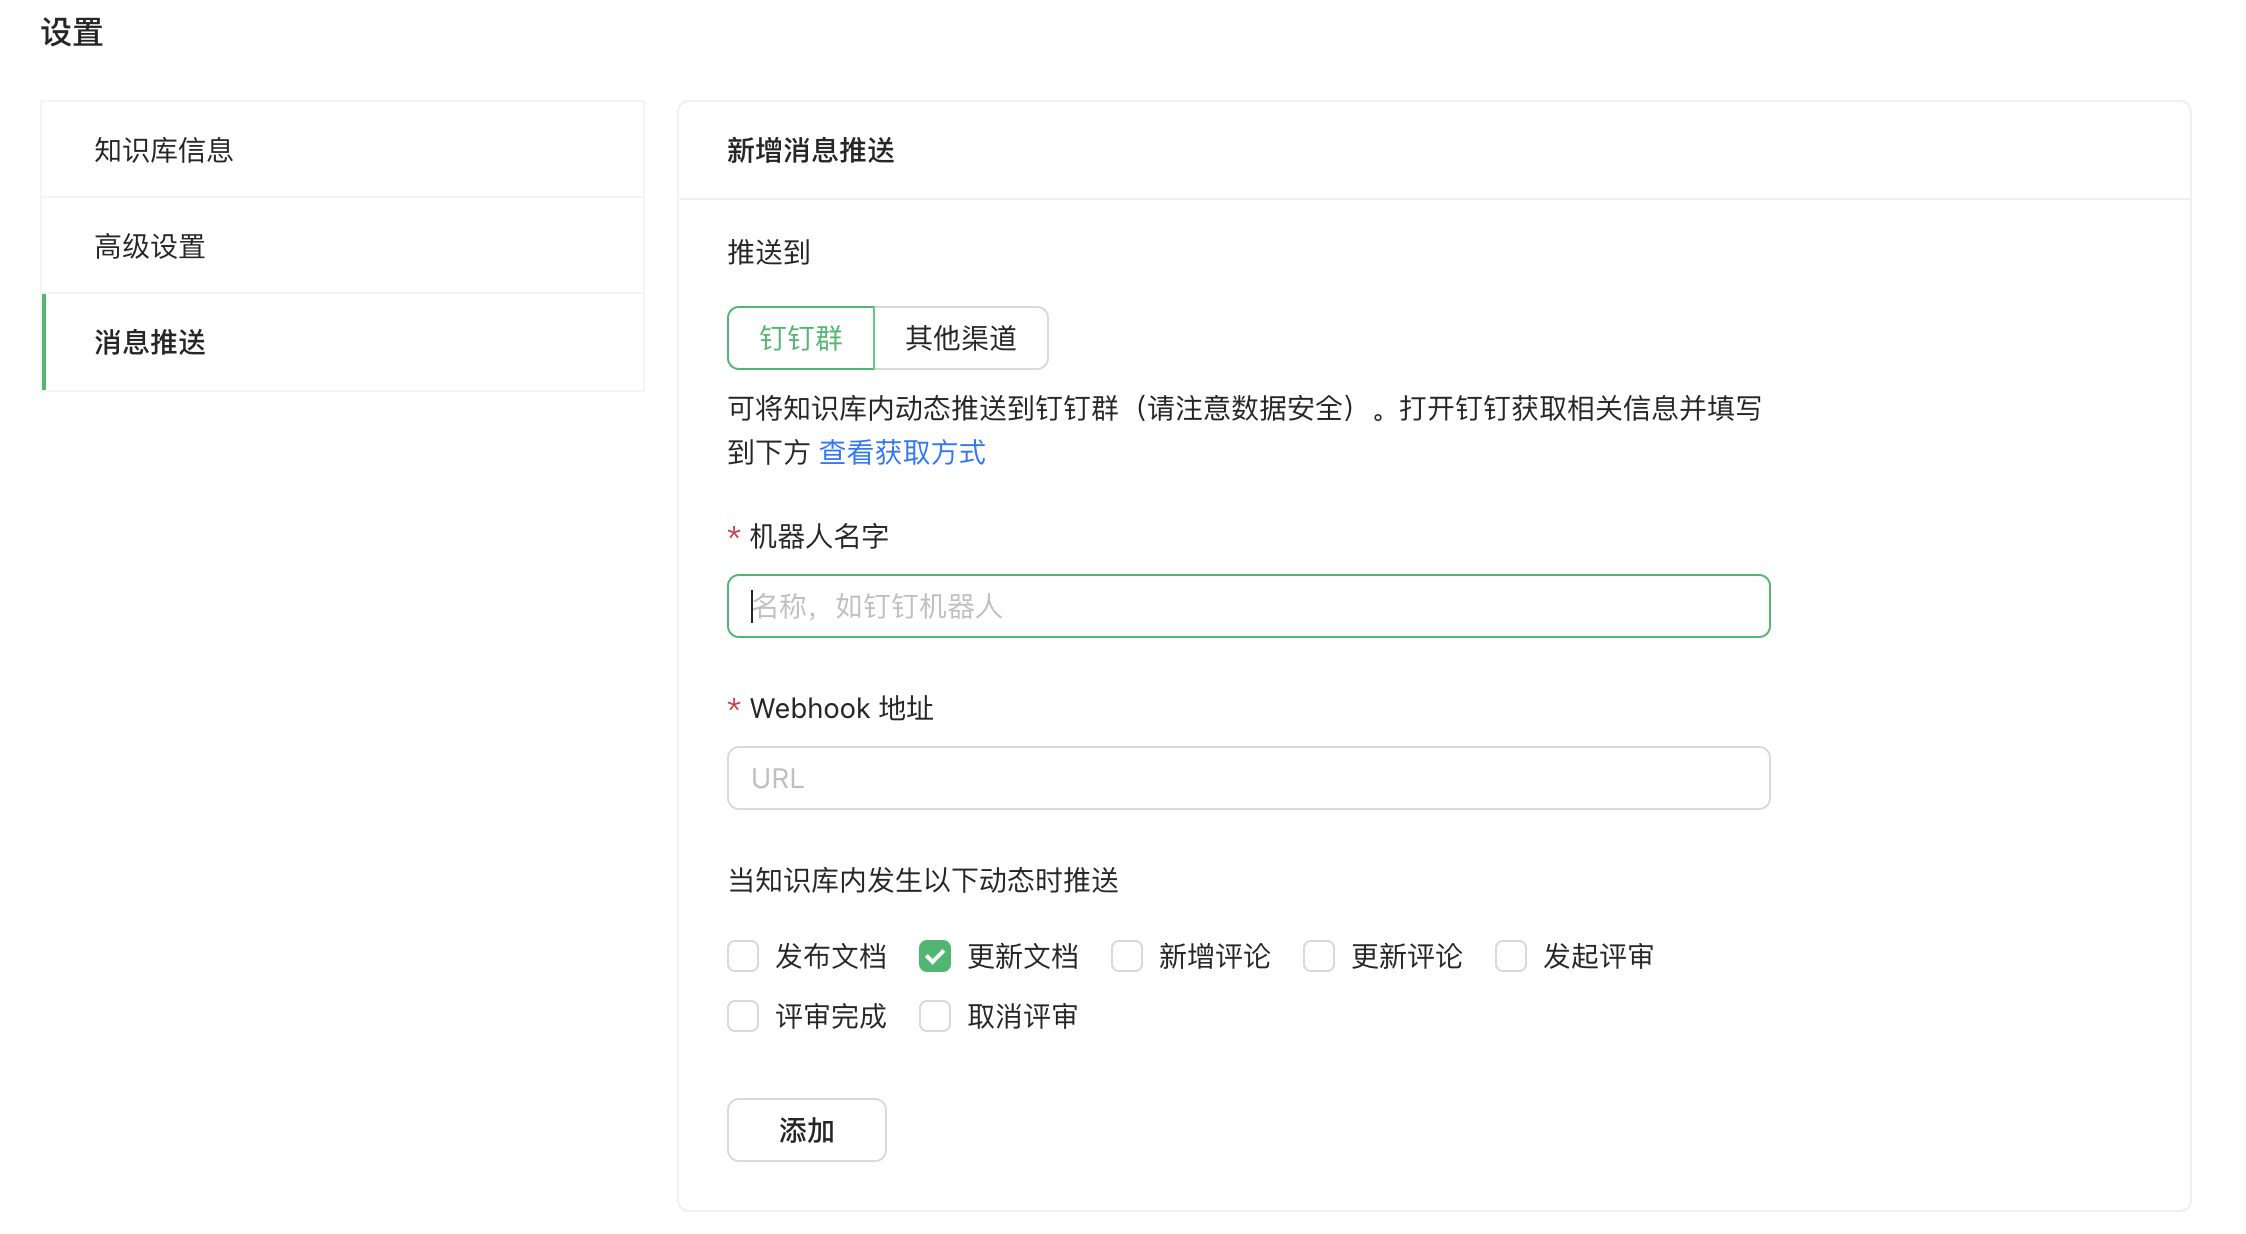 设置
知识库信息
高级设置
消息推送
新增消息推送
推送到
钉钉群 其他渠道
可将知识库内动态推送到钉钉群（请注意数据安全）。打开钉钉获取相关信息并填写
到下方 查看获取方式
* 机器人名字
名称，如钉钉机器人
* Webhook 地址
URL
当知识库内发生以下动态时推送
发布文档 更新文档 新增评论 更新评论 发起评审
评审完成 取消评审
添加